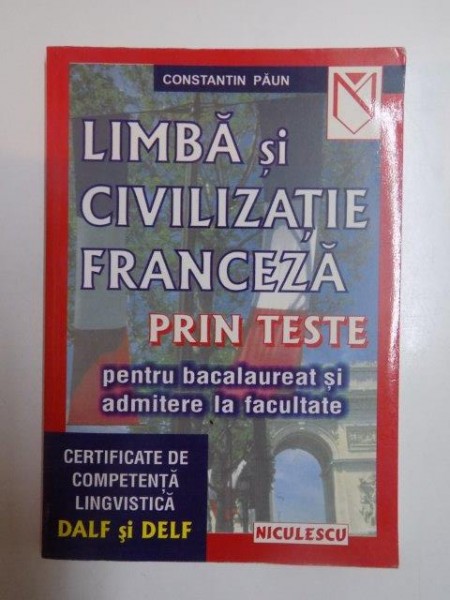 CONSTANTIN PĂUN
LIMBĂ și
CIVILIZAȚIE
FRANCEZĂ
PRIN TESTE
pentru bacalaureat și
admitere la facultate
CERTIFICATE DE
COMPETENȚĂ
LINGVISTICĂ
DALF și DELF
NICULESCU